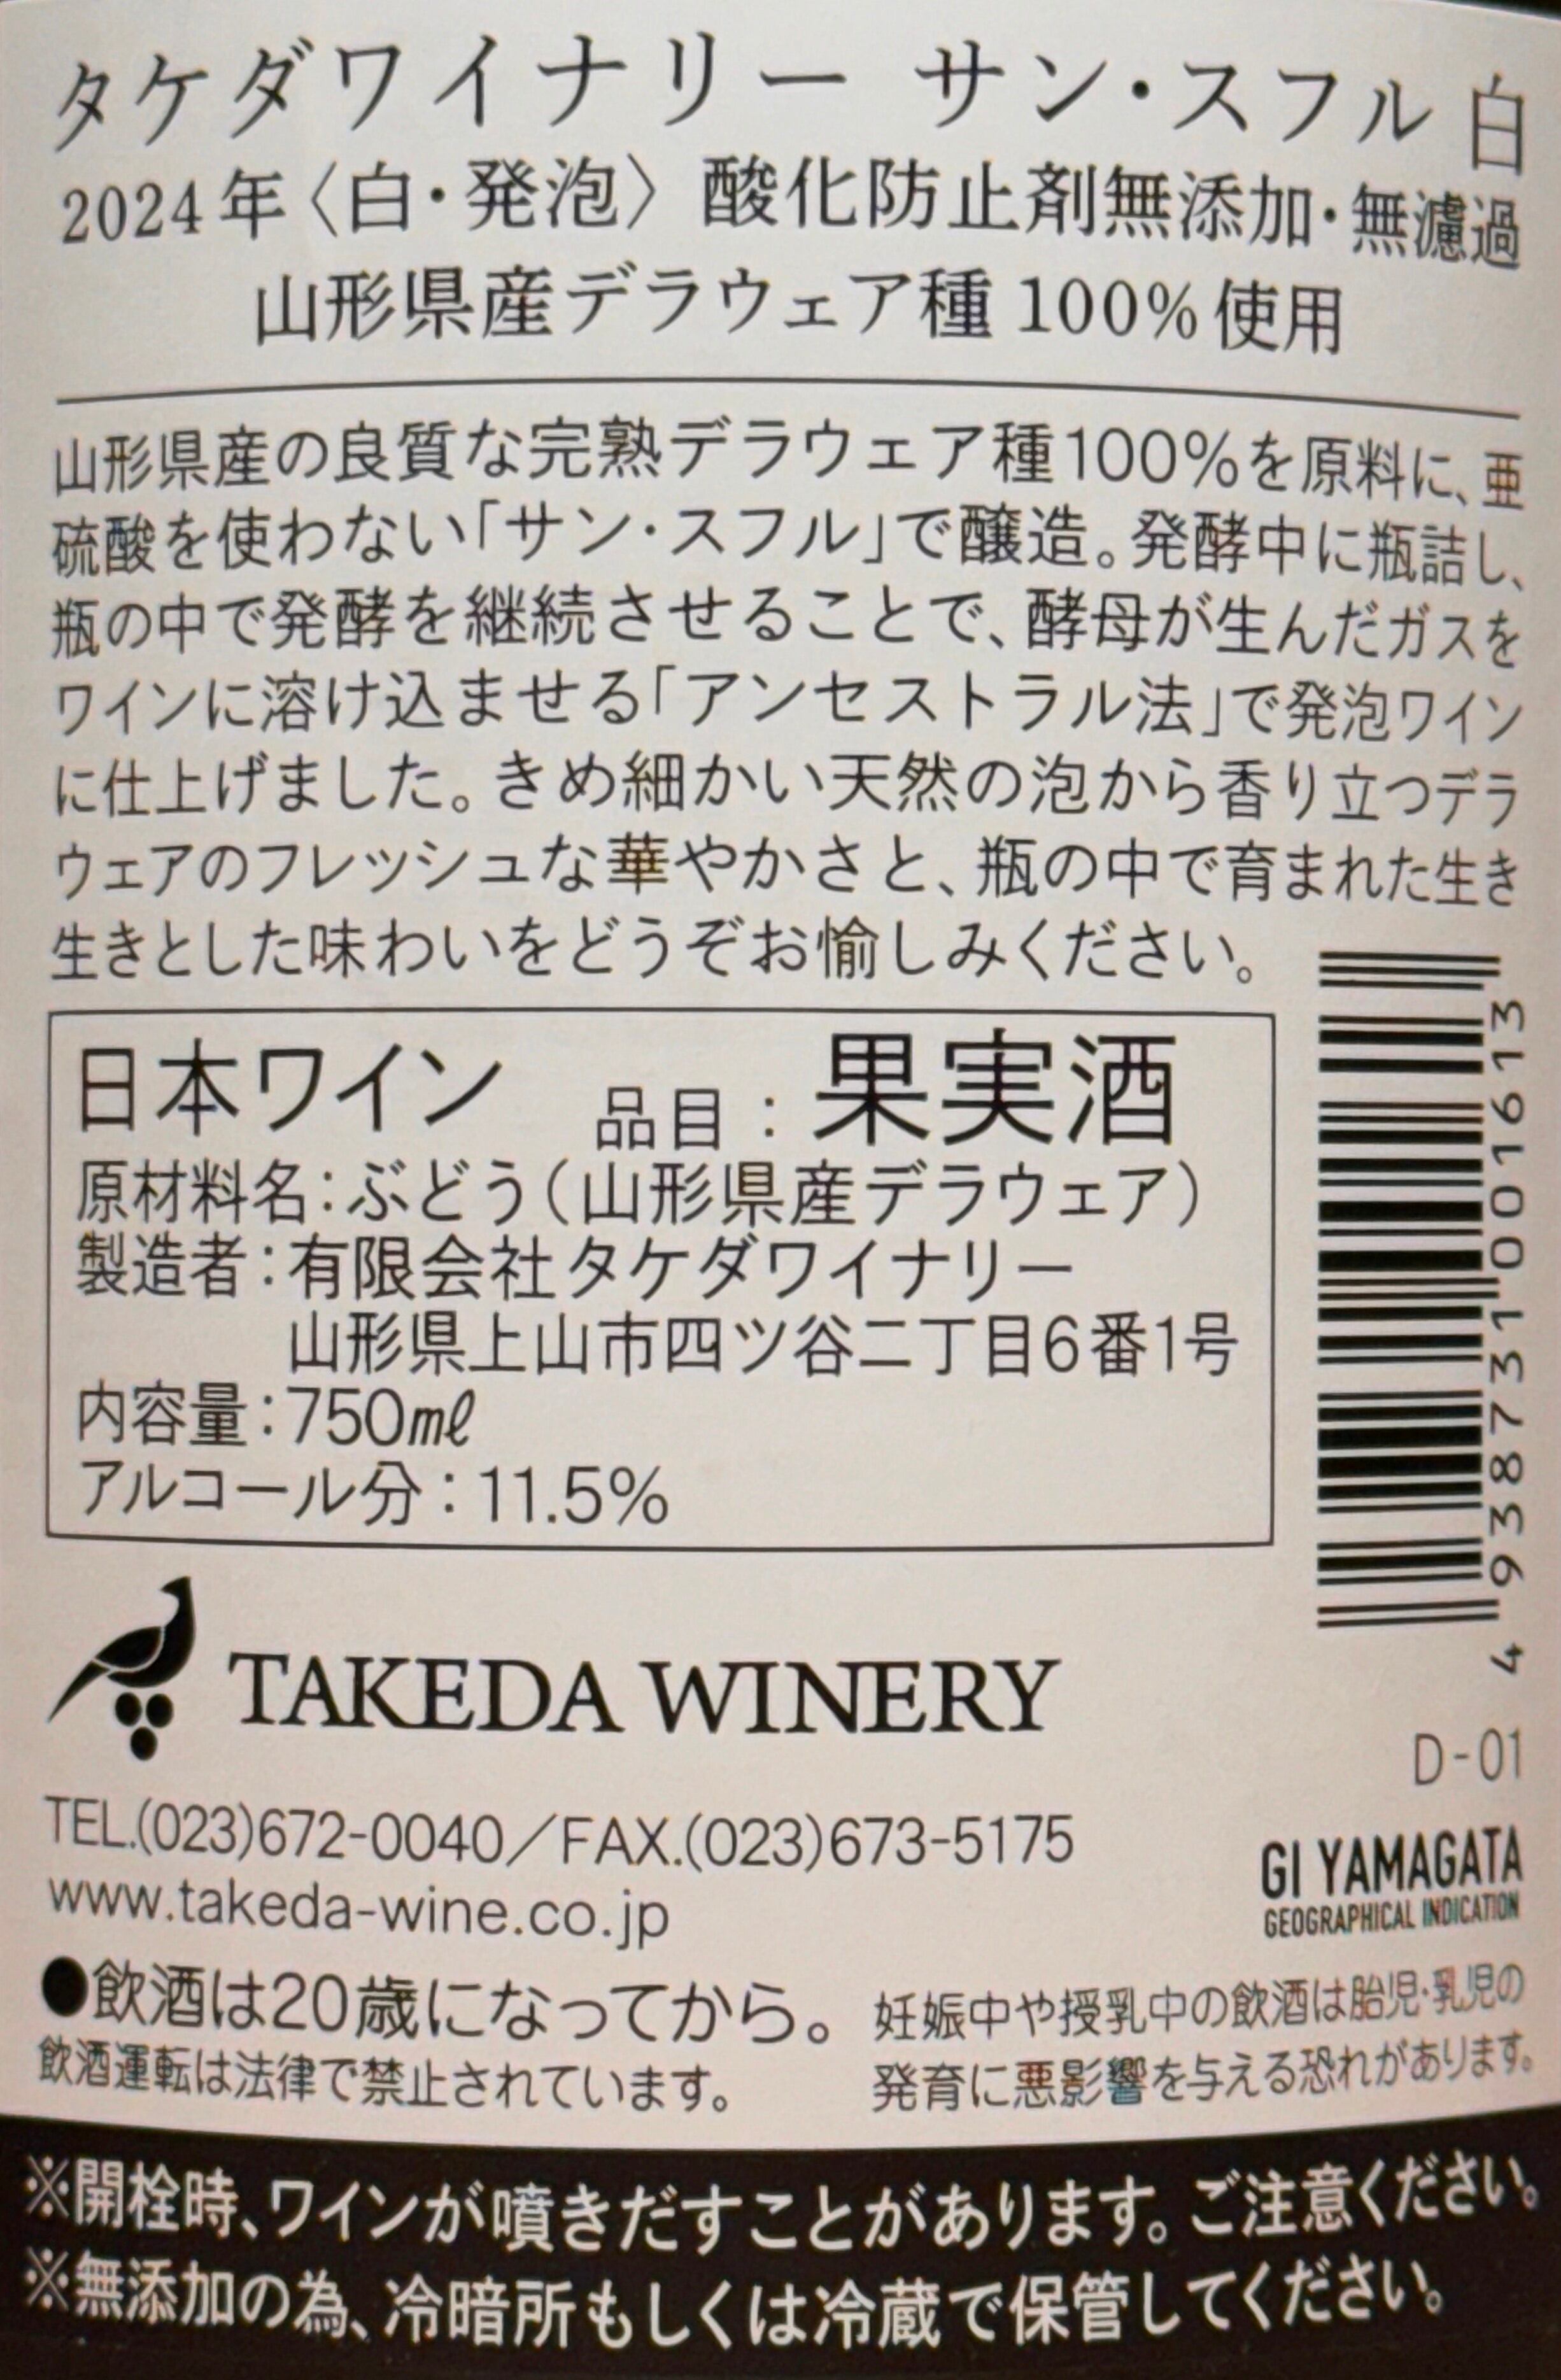 タケダワイナリー サン・スフル 白
2024年〈白・発泡〉酸化防止剤無添加・無濾過
山形県産デラウェア種 100%使用
山形県産の良質な完熟デラウェア種100%を原料に、亜
硫酸を使わない「サン・スフル」で醸造。発酵中に瓶詰し、
瓶の中で発酵を継続させることで、酵母が生んだガスを
ワインに溶け込ませる「アンセストラル法」で発泡ワイン
に仕上げました。きめ細かい天然の泡から香り立つデラ
ウェアのフレッシュな華やかさと、瓶の中で育まれた生き
生きとした味わいをどうぞお愉しみください。
日本ワイン 品目：果実酒
原材料名：ぶどう（山形県産デラウェア）
製造者：有限会社タケダワイナリー
山形県上山市四ツ谷二丁目6番1号
内容量：750mℓ
アルコール分：11.5%
4 938731 001613
TAKEDA WINERY
D-01
TEL.(023)672-0040／FAX.(023)673-5175
www.takeda-wine.co.jp
GI YAMAGATA
GEOGRAPHICAL INDICATION
●飲酒は20歳になってから。
飲酒運転は法律で禁止されています。
妊娠中や授乳中の飲酒は胎児・乳児の
発育に悪影響を与える恐れがあります。
※開栓時、ワインが噴きだすことがあります。ご注意ください。
※無添加の為、冷暗所もしくは冷蔵で保管してください。